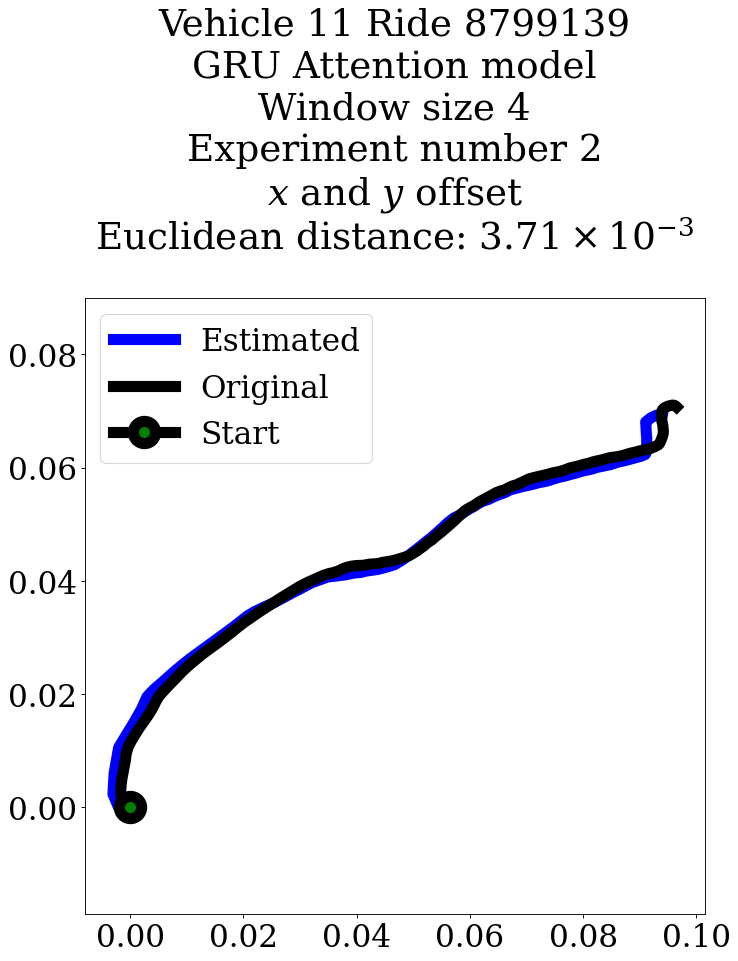 Vehicle 11 Ride 8799139
GRU Attention model
Window size 4
Experiment number 2
x and y offset
Euclidean distance: 3.71 × 10⁻³
Estimated
Original
Start
0.08
0.06
0.04
0.02
0.00
0.00 0.02 0.04 0.06 0.08 0.10